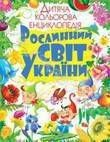 ДИТЯЧА
КОЛЬОРОВА
ЕНЦИКЛОПЕДІЯ
РОСЛИННИЙ
СВІТ
УКРАЇНИ